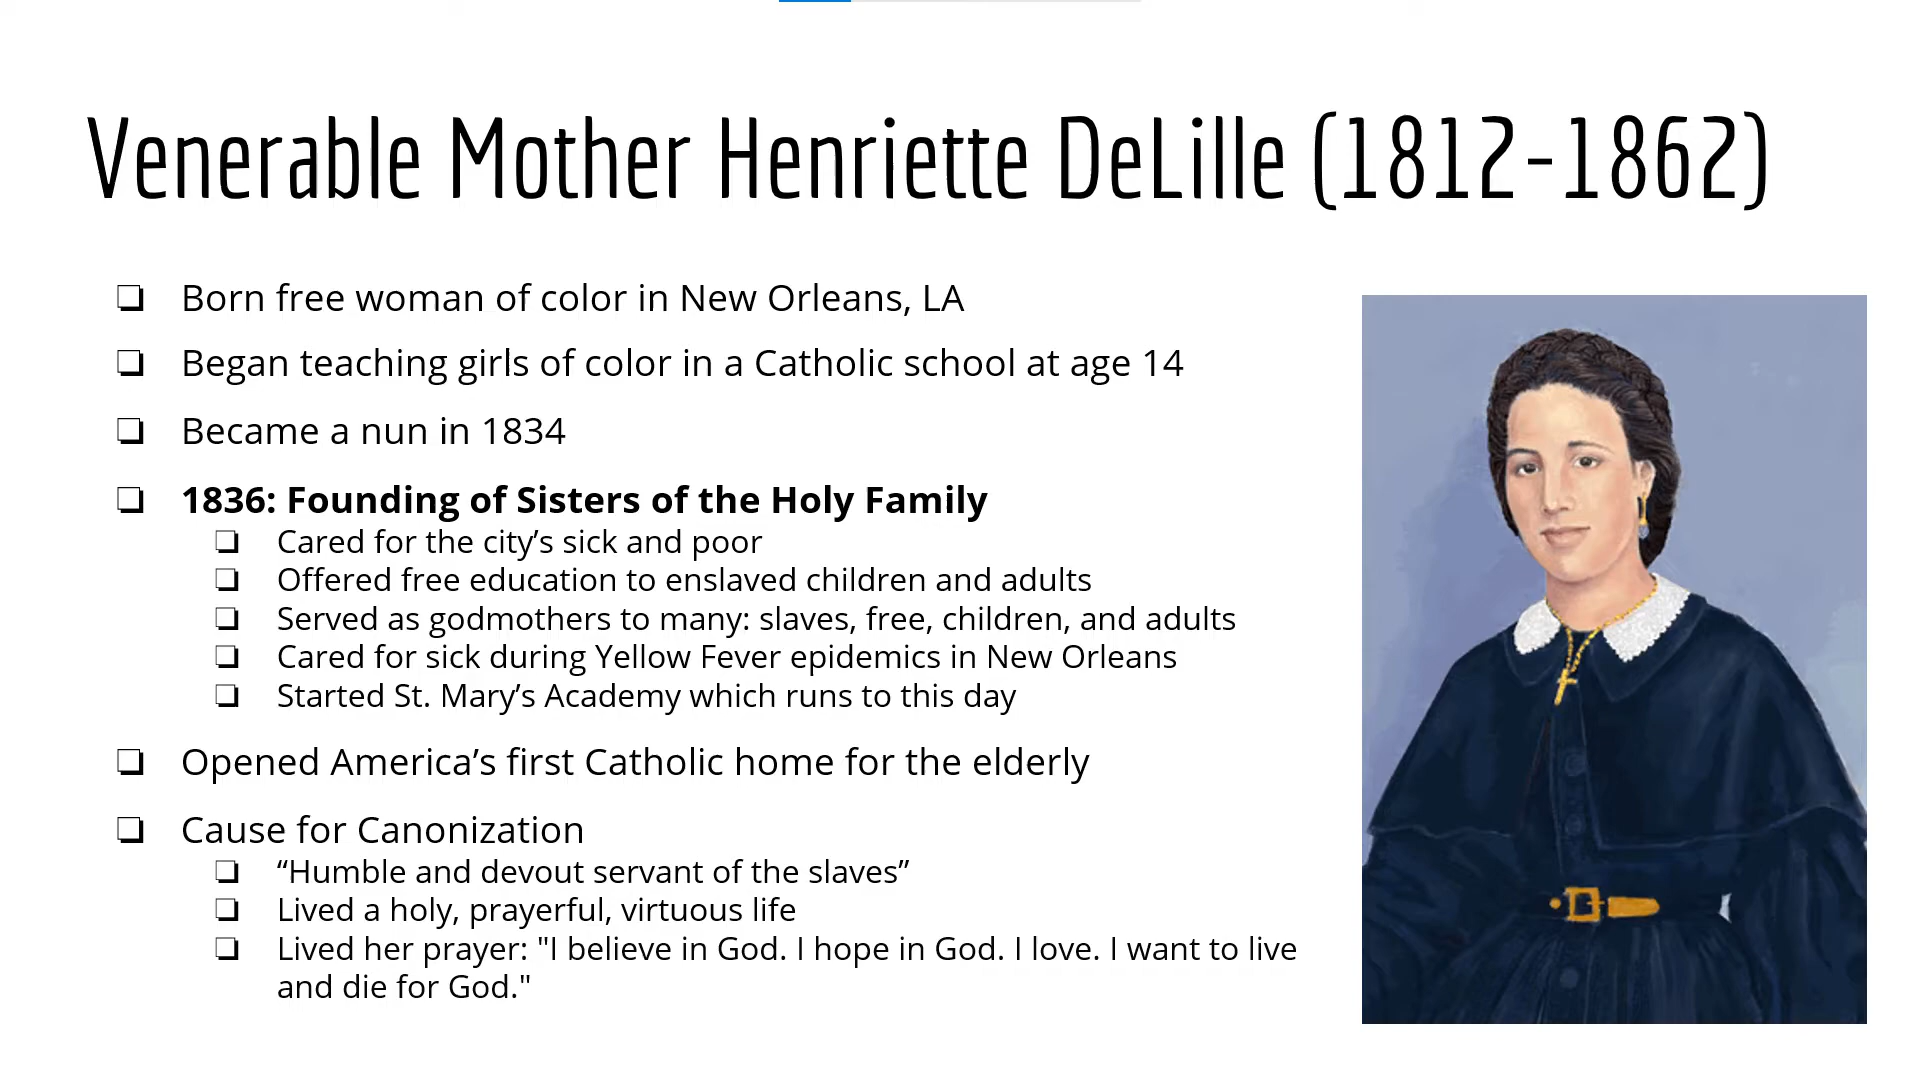 Venerable Mother Henriette DeLille (1812-1862)
❏ Born free woman of color in New Orleans, LA
❏ Began teaching girls of color in a Catholic school at age 14
❏ Became a nun in 1834
❏ 1836: Founding of Sisters of the Holy Family
❏ Cared for the city’s sick and poor
❏ Offered free education to enslaved children and adults
❏ Served as godmothers to many: slaves, free, children, and adults
❏ Cared for sick during Yellow Fever epidemics in New Orleans
❏ Started St. Mary’s Academy which runs to this day
❏ Opened America’s first Catholic home for the elderly
❏ Cause for Canonization
❏ “Humble and devout servant of the slaves”
❏ Lived a holy, prayerful, virtuous life
❏ Lived her prayer: "I believe in God. I hope in God. I love. I want to live
and die for God."